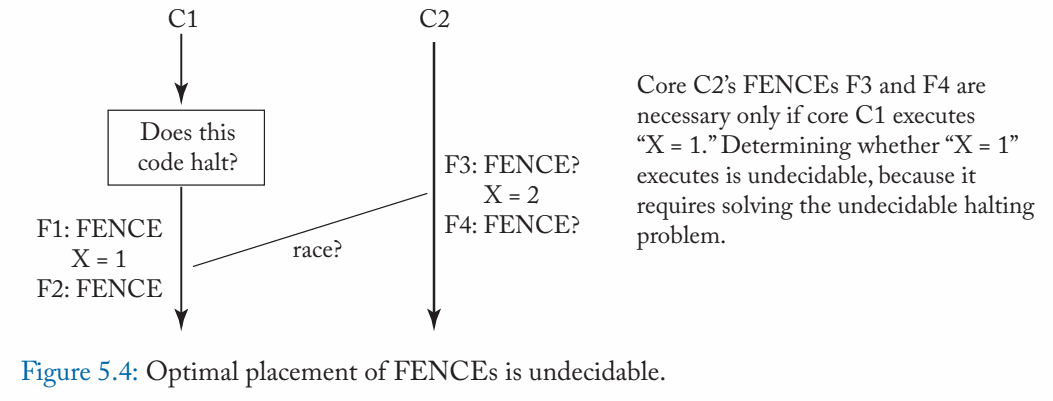 C1
C2
Does this
code halt?
F1: FENCE
X = 1
F2: FENCE
race?
F3: FENCE?
X = 2
F4: FENCE?
Core C2’s FENCEs F3 and F4 are
necessary only if core C1 executes
“X = 1.” Determining whether “X = 1”
executes is undecidable, because it
requires solving the undecidable halting
problem.
Figure 5.4: Optimal placement of FENCEs is undecidable.